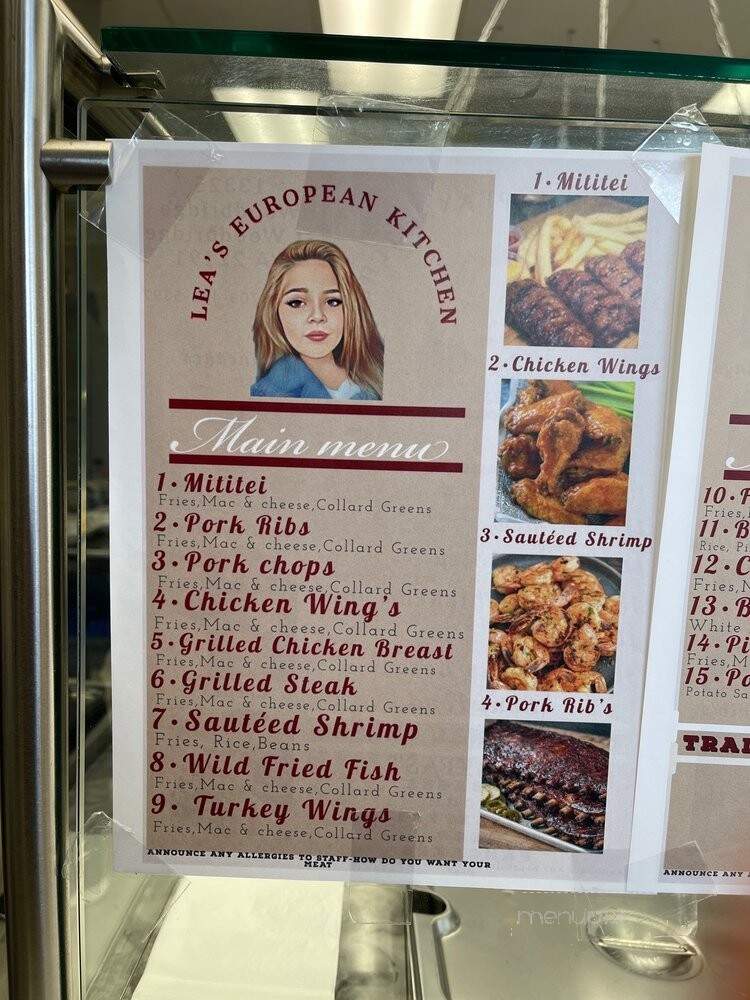 LEA'S EUROPEAN KITCHEN
Main menu
1 • Mititei
Fries,Mac & cheese,Collard Greens
2 • Pork Ribs
Fries,Mac & cheese,Collard Greens
3 • Pork chops
Fries,Mac & cheese,Collard Greens
4 • Chicken Wing's
Fries,Mac & cheese,Collard Greens
5 • Grilled Chicken Breast
Fries,Mac & cheese,Collard Greens
6 • Grilled Steak
Fries,Mac & cheese,Collard Greens
7 • Sautéed Shrimp
Fries, Rice,Beans
8 • Wild Fried Fish
Fries,Mac & cheese,Collard Greens
9 • Turkey Wings
Fries,Mac & cheese,Collard Greens
ANNOUNCE ANY ALLERGIES TO STAFF-HOW DO YOU WANT YOUR
MEAT
1 • Mititei
2 • Chicken Wings
3 • Sautéed Shrimp
4 • Pork Rib's
10 •
11 •
Rice,
12 •
13 •
White
14 •
15 •
Potato
ANNOUNCE ANY